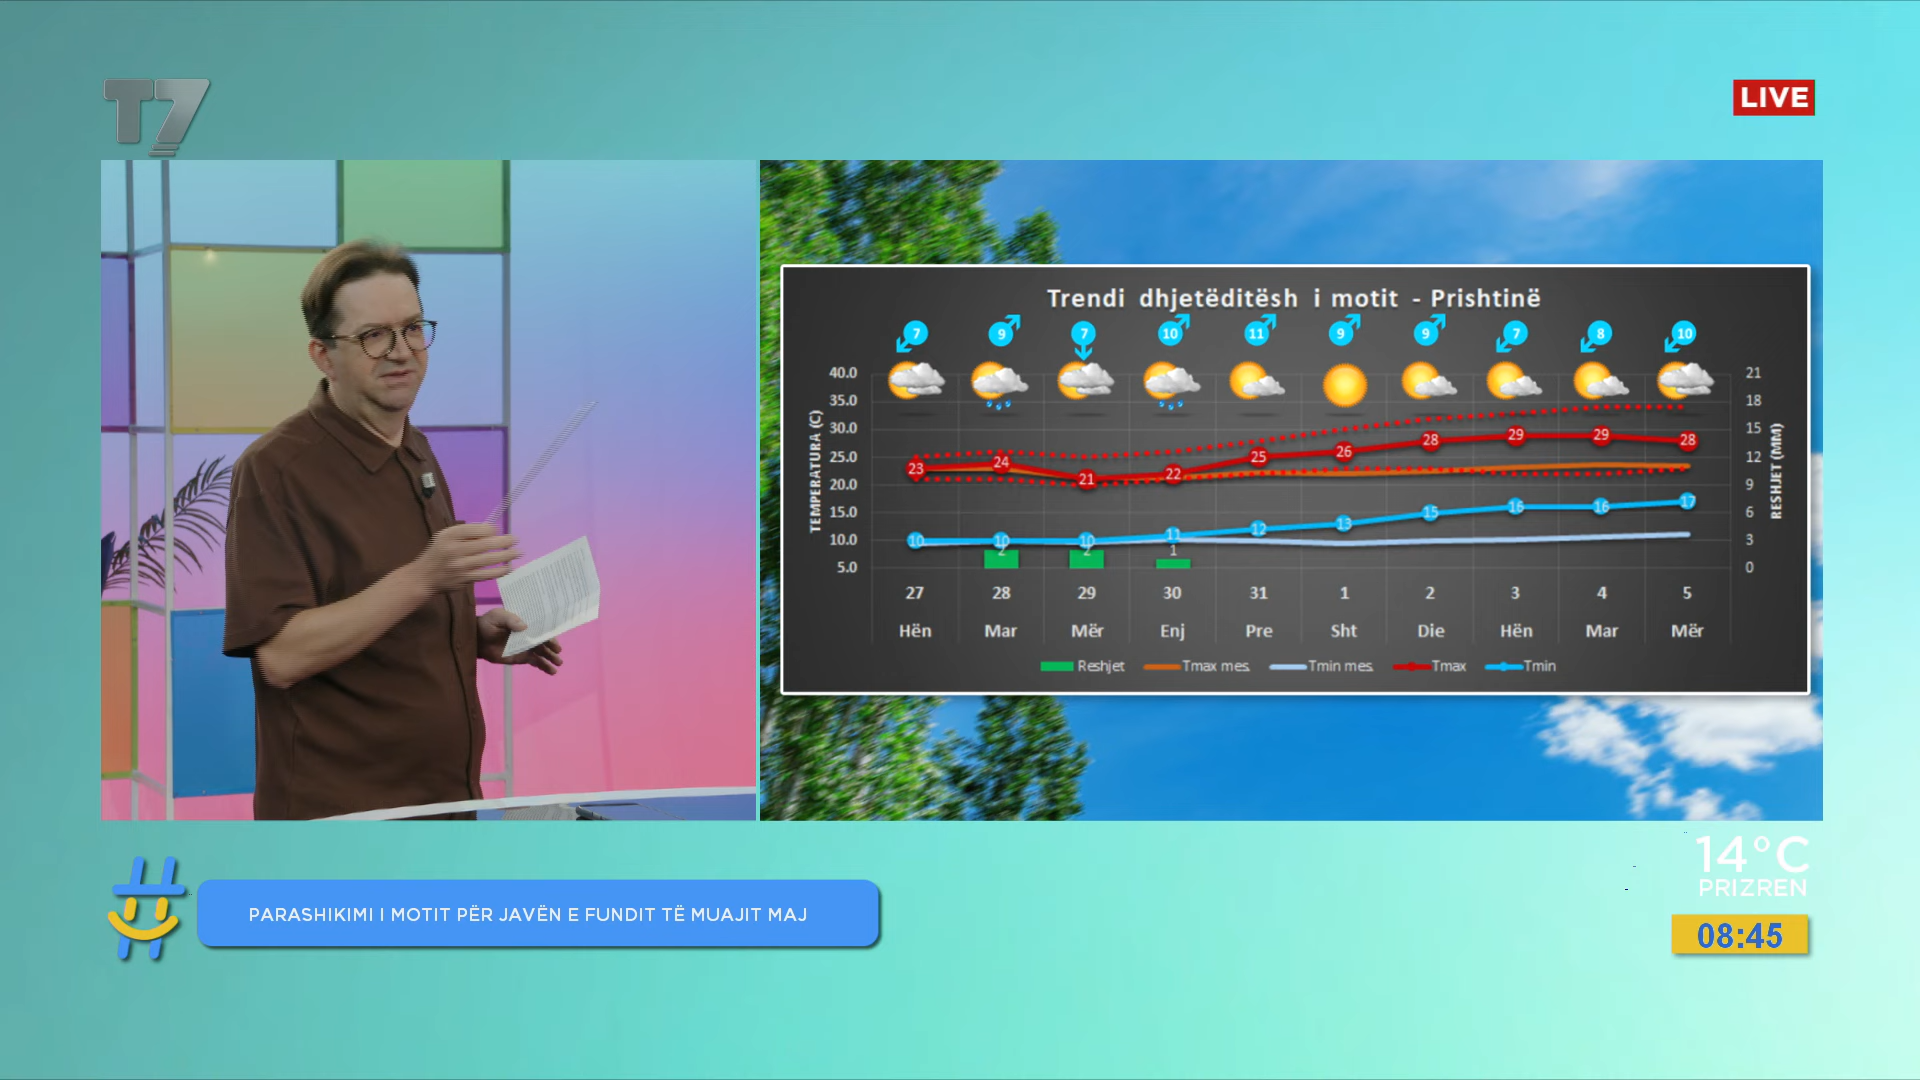 T7
LIVE
Trendi dhjetëditësh i motit - Prishtinë
7 9 7 10 11 9 9 7 8 10
TEMPERATURA (C)
40.0
35.0
30.0
25.0
20.0
15.0
10.0
5.0
23 24 21 22 25 26 28 29 29 28
10 10 10 11 12 13 15 16 16 17
2 2 1
21
18
15
12
9
6
3
0
RESHJET (MM)
27 28 29 30 31 1 2 3 4 5
Hën Mar Mër Enj Pre Sht Die Hën Mar Mër
Reshjet Tmax mes. Tmin mes. Tmax Tmin
14°C
PRIZREN
PARASHIKIMI I MOTIT PËR JAVËN E FUNDIT TË MUAJIT MAJ
08:45